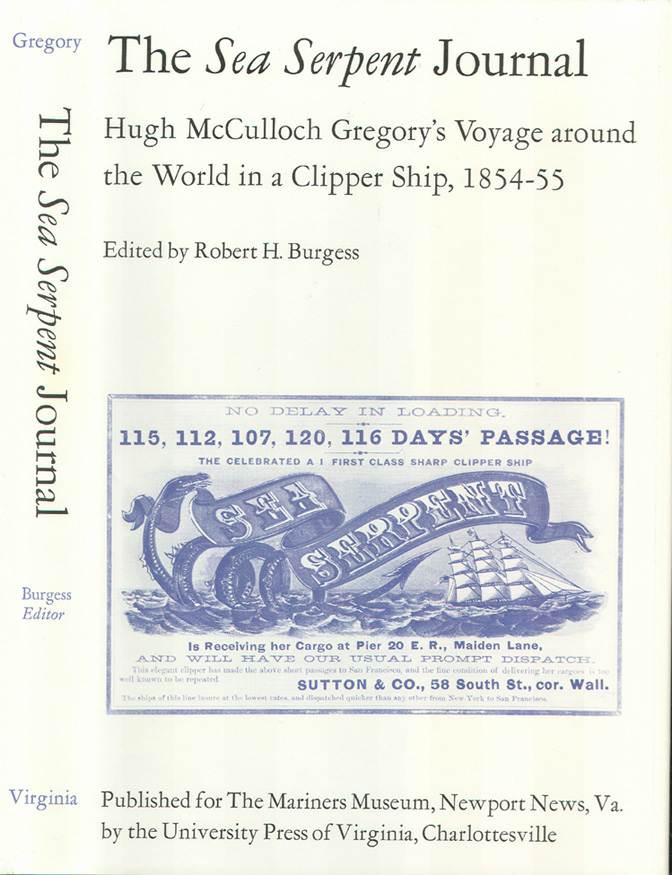 Gregory
The Sea Serpent Journal
Burgess
Editor
Virginia
The Sea Serpent Journal
Hugh McCulloch Gregory's Voyage around
the World in a Clipper Ship, 1854-55
Edited by Robert H. Burgess
NO DELAY IN LOADING.
115, 112, 107, 120, 116 DAYS' PASSAGE!
THE CELEBRATED A 1 FIRST CLASS SHARP CLIPPER SHIP
SEA
SERPENT
Is Receiving her Cargo at Pier 20 E. R., Maiden Lane,
AND WILL HAVE OUR USUAL PROMPT DISPATCH.
This elegant clipper has made the above short passages to San Francisco, and the fine condition of delivering her cargoes is too
well known to be repeated.
SUTTON & CO., 58 South St., cor. Wall.
The ships of this line insure at the lowest rates, and dispatched quicker than any other from New York to San Francisco.
Published for The Mariners Museum, Newport News, Va.
by the University Press of Virginia, Charlottesville